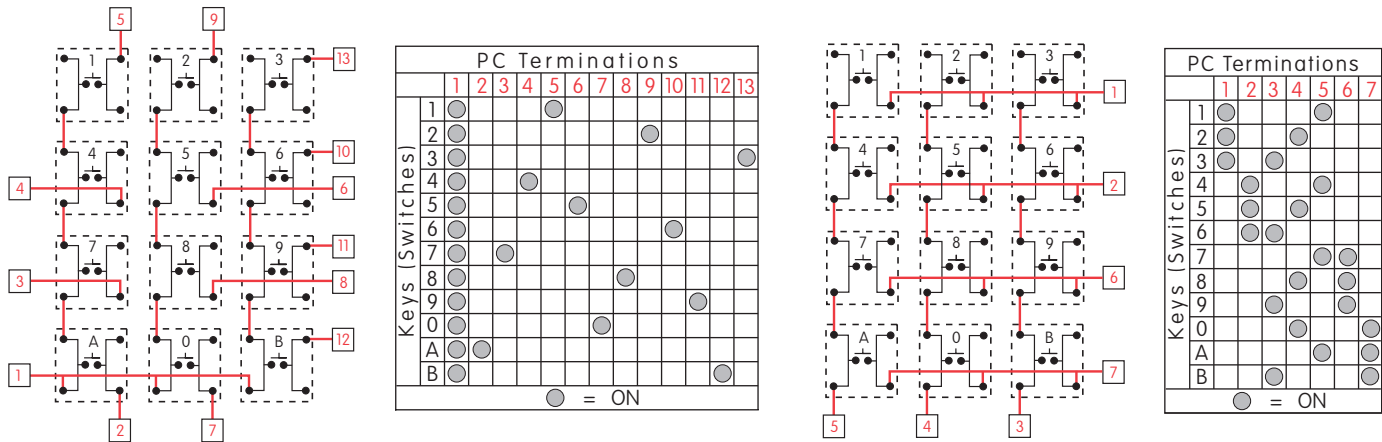 5 9
1 2 3 13
4 5 6 10
4 6
7 8 9 11
3 8
A 0 B 12
1
2 7
PC Terminations
1 2 3 4 5 6 7 8 9 10 11 12 13
Keys (Switches)
1
2
3
4
5
6
7
8
9
0
A
B
= ON
1 2 3
1
4 5 6
2
7 8 9
6
A 0 B
7
5 4 3
PC Terminations
1 2 3 4 5 6 7
Keys (Switches)
1
2
3
4
5
6
7
8
9
0
A
B
= ON